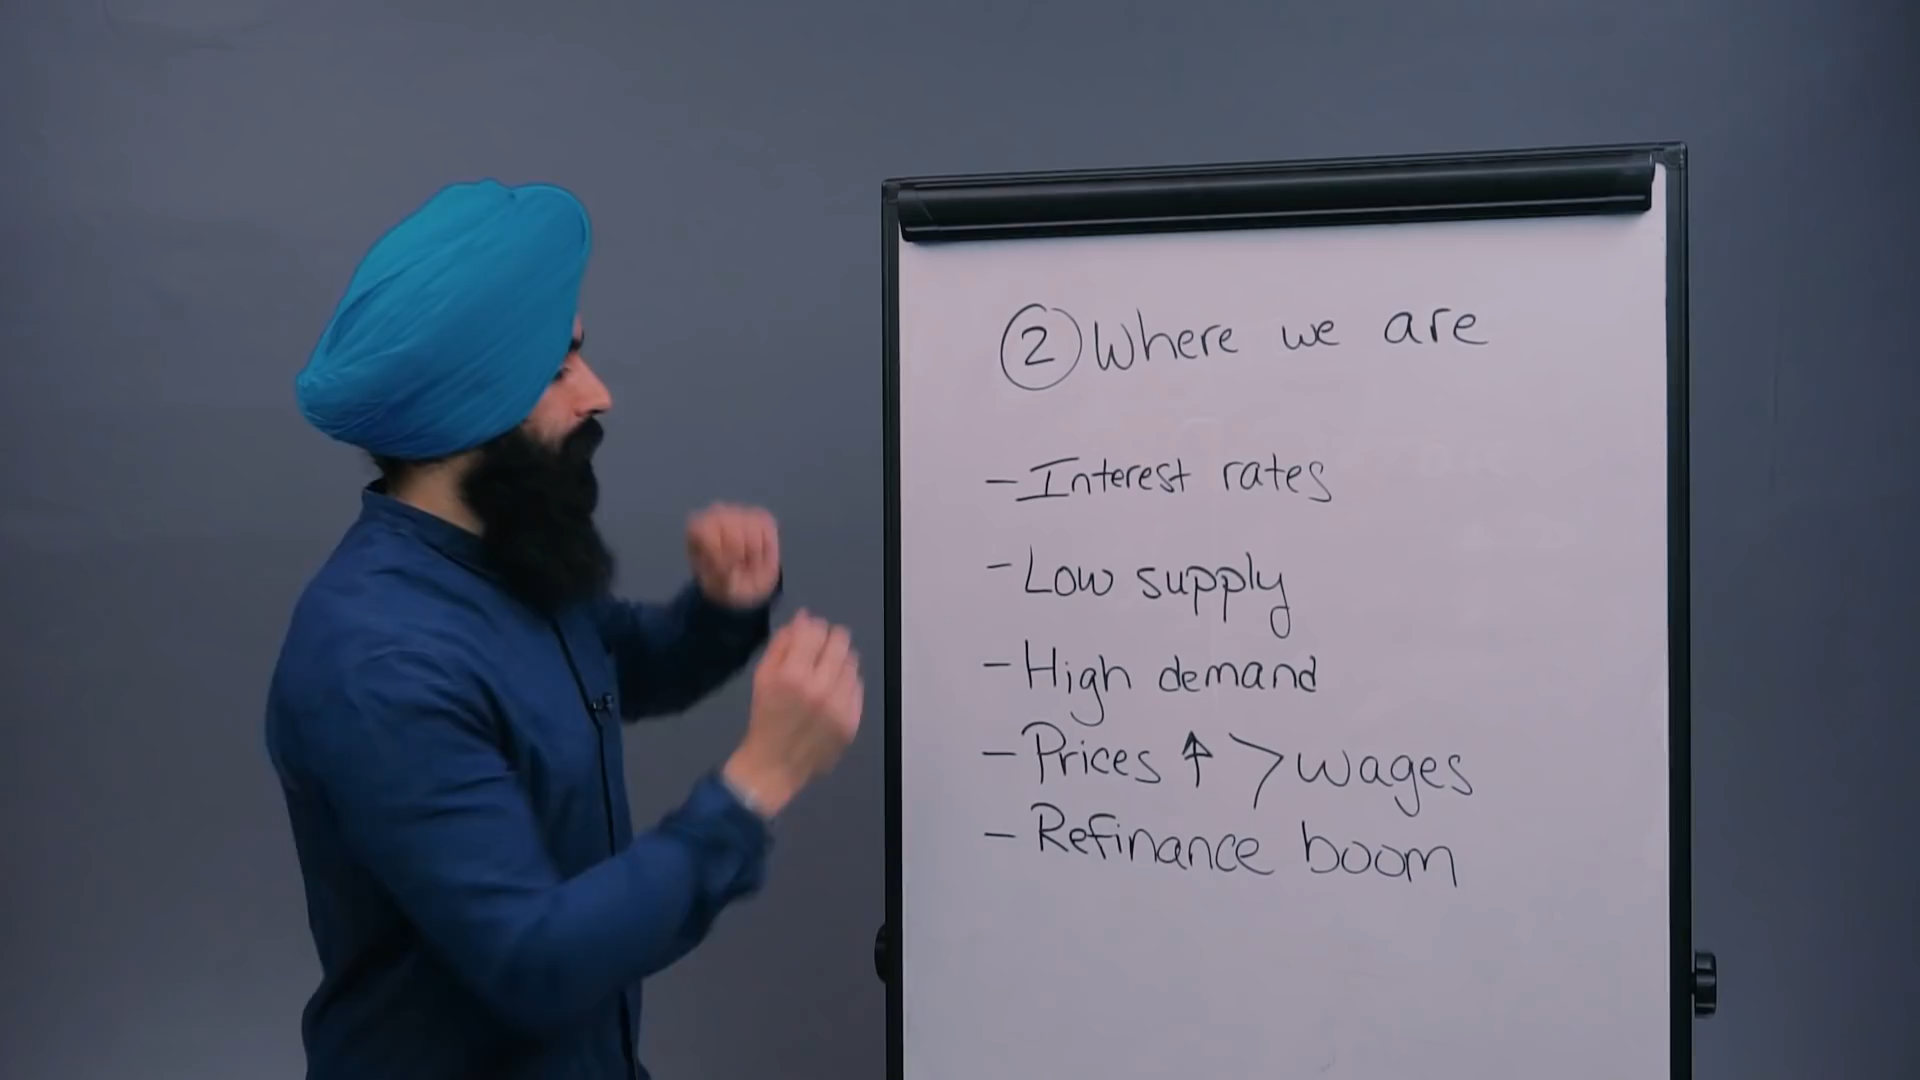 ② Where we are
- Interest rates
- Low supply
- High demand
- Prices ↑ > wages
- Refinance boom